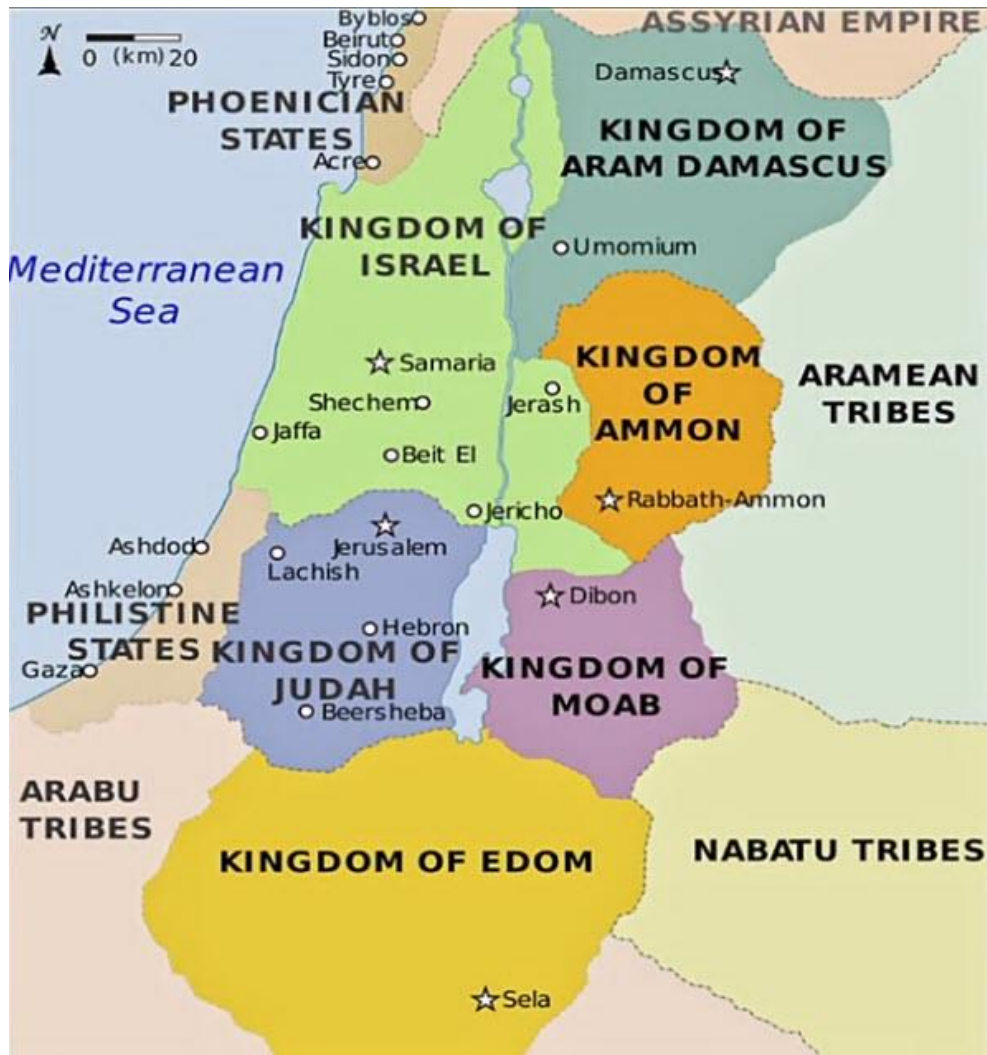 Byblos
ASSYRIAN EMPIRE
N
Beirut
0 (km) 20
Sidon
Damascus
Tyre
PHOENICIAN
STATES
KINGDOM OF
ARAM DAMASCUS
Acre
KINGDOM OF
ISRAEL
Umomium
Mediterranean
Sea
Samaria
KINGDOM
OF
AMMON
ARAMEAN
TRIBES
Shechem
Jerash
Jaffa
Beit El
Rabbath-Ammon
Jericho
Ashdod
Jerusalem
Lachish
Ashkelon
Dibon
PHILISTINE
STATES
Hebron
Gaza
KINGDOM OF
JUDAH
KINGDOM OF
MOAB
Beersheba
ARABU
TRIBES
KINGDOM OF EDOM
NABATU TRIBES
Sela